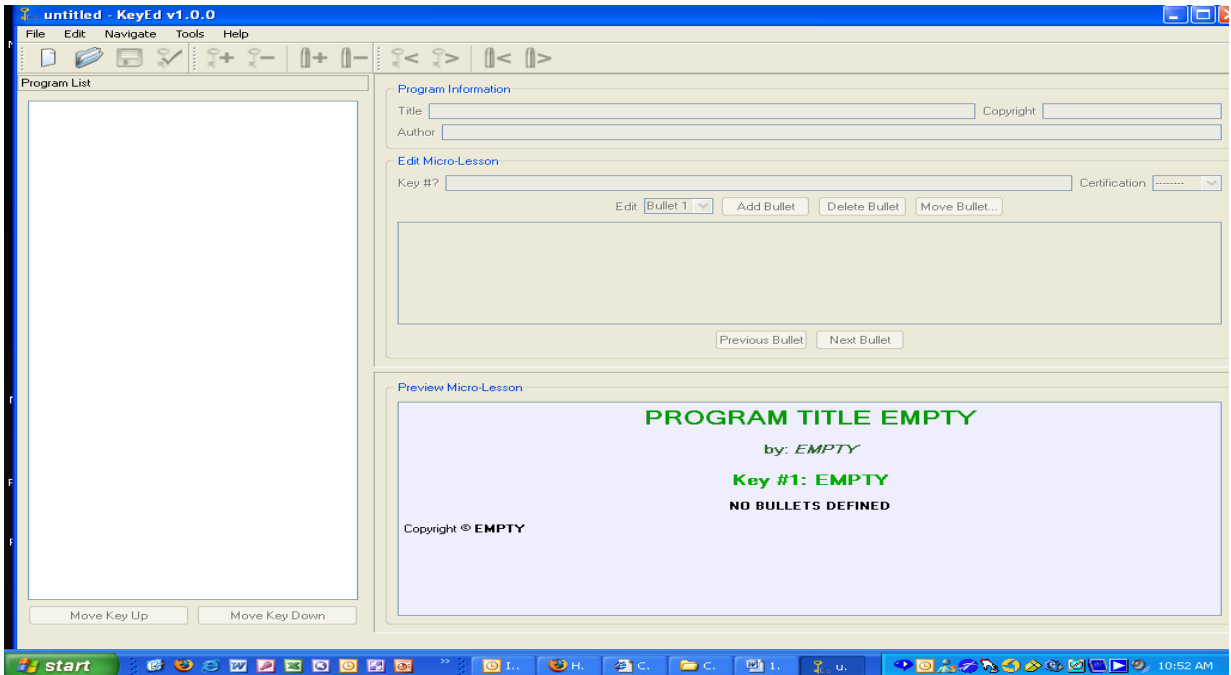 untitled - KeyEd v1.0.0
File Edit Navigate Tools Help
Program List
Program Information
Title
Copyright
Author
Edit Micro-Lesson
Key #?
Certification --------
Edit Bullet 1 Add Bullet Delete Bullet Move Bullet...
Previous Bullet Next Bullet
Preview Micro-Lesson
PROGRAM TITLE EMPTY
by: EMPTY
Key #1: EMPTY
NO BULLETS DEFINED
Copyright © EMPTY
Move Key Up Move Key Down
start I.. H. C. C. 1. u. 10:52 AM